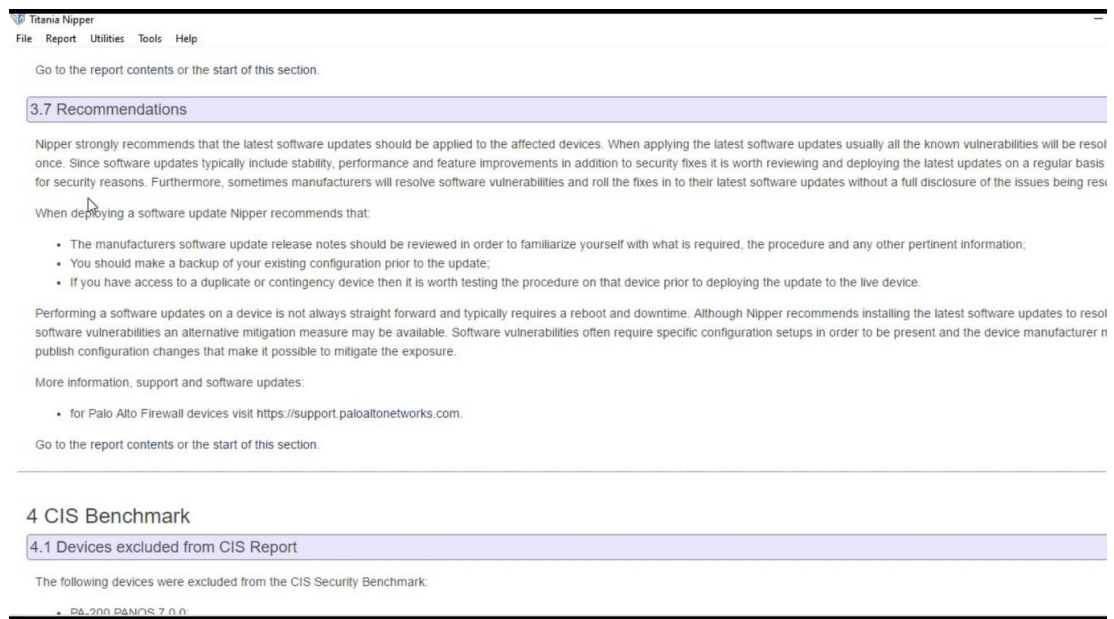 Titania Nipper
File Report Utilities Tools Help
Go to the report contents or the start of this section.
3.7 Recommendations
Nipper strongly recommends that the latest software updates should be applied to the affected devices. When applying the latest software updates usually all the known vulnerabilities will be resol
once. Since software updates typically include stability, performance and feature improvements in addition to security fixes it is worth reviewing and deploying the latest updates on a regular basis
for security reasons. Furthermore, sometimes manufacturers will resolve software vulnerabilities and roll the fixes in to their latest software updates without a full disclosure of the issues being reso
When deploying a software update Nipper recommends that:
• The manufacturers software update release notes should be reviewed in order to familiarize yourself with what is required, the procedure and any other pertinent information;
• You should make a backup of your existing configuration prior to the update;
• If you have access to a duplicate or contingency device then it is worth testing the procedure on that device prior to deploying the update to the live device.
Performing a software updates on a device is not always straight forward and typically requires a reboot and downtime. Although Nipper recommends installing the latest software updates to resol
software vulnerabilities an alternative mitigation measure may be available. Software vulnerabilities often require specific configuration setups in order to be present and the device manufacturer m
publish configuration changes that make it possible to mitigate the exposure.
More information, support and software updates:
• for Palo Alto Firewall devices visit https://support.paloaltonetworks.com.
Go to the report contents or the start of this section.
4 CIS Benchmark
4.1 Devices excluded from CIS Report
The following devices were excluded from the CIS Security Benchmark:
• PA-200 PANOS 7.0.0;